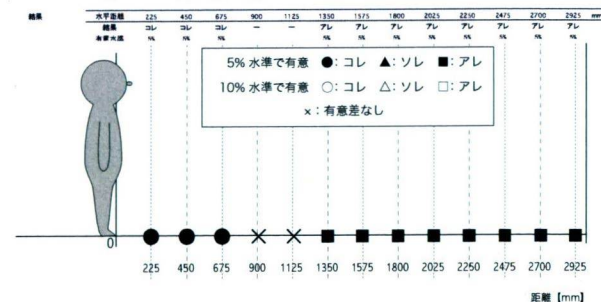 結果 水平距離 225 450 675 900 1125 1350 1575 1800 2025 2250 2475 2700 2925 mm
結果 コレ コレ コレ ー ー アレ アレ アレ アレ アレ アレ アレ アレ
5% 水準で有意 ●: コレ ▲: ソレ ■: アレ
10% 水準で有意 ○: コレ △: ソレ □: アレ
×：有意差なし
0
225 450 675 900 1125 1350 1575 1800 2025 2250 2475 2700 2925
距離【mm】